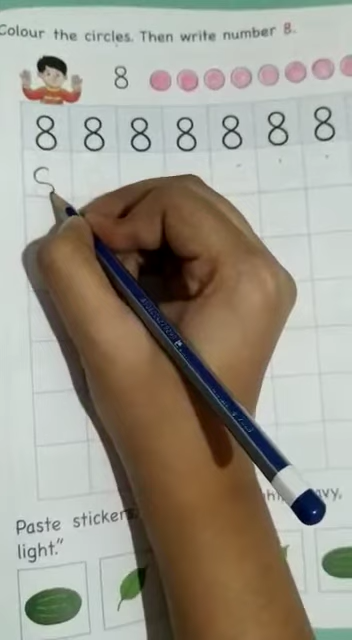 Colour the circles. Then write number 8.
8
8 8 8 8 8 8 8
Paste stickers
light."